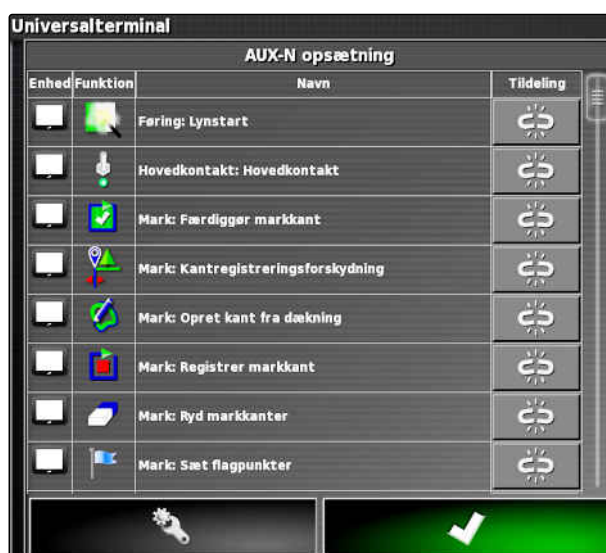 Universalterminal
AUX-N opsætning
Enhed Funktion Navn Tildeling
Føring: Lynstart
Hovedkontakt: Hovedkontakt
Mark: Færdiggør markkant
Mark: Kantregistreringsforskydning
Mark: Opret kant fra dækning
Mark: Registrer markkant
Mark: Ryd markkanter
Mark: Sæt flagpunkter